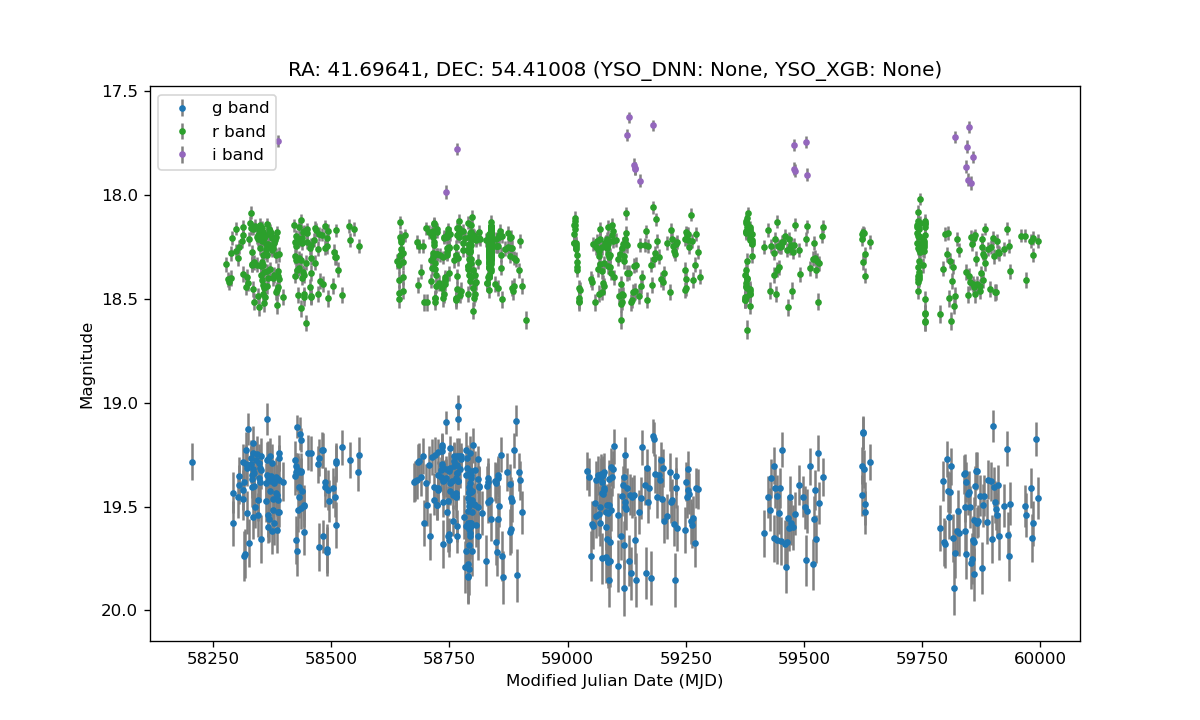 RA: 41.69641, DEC: 54.41008 (YSO_DNN: None, YSO_XGB: None)
g band
r band
i band
17.5
18.0
18.5
19.0
19.5
20.0
Magnitude
58250 58500 58750 59000 59250 59500 59750 60000
Modified Julian Date (MJD)